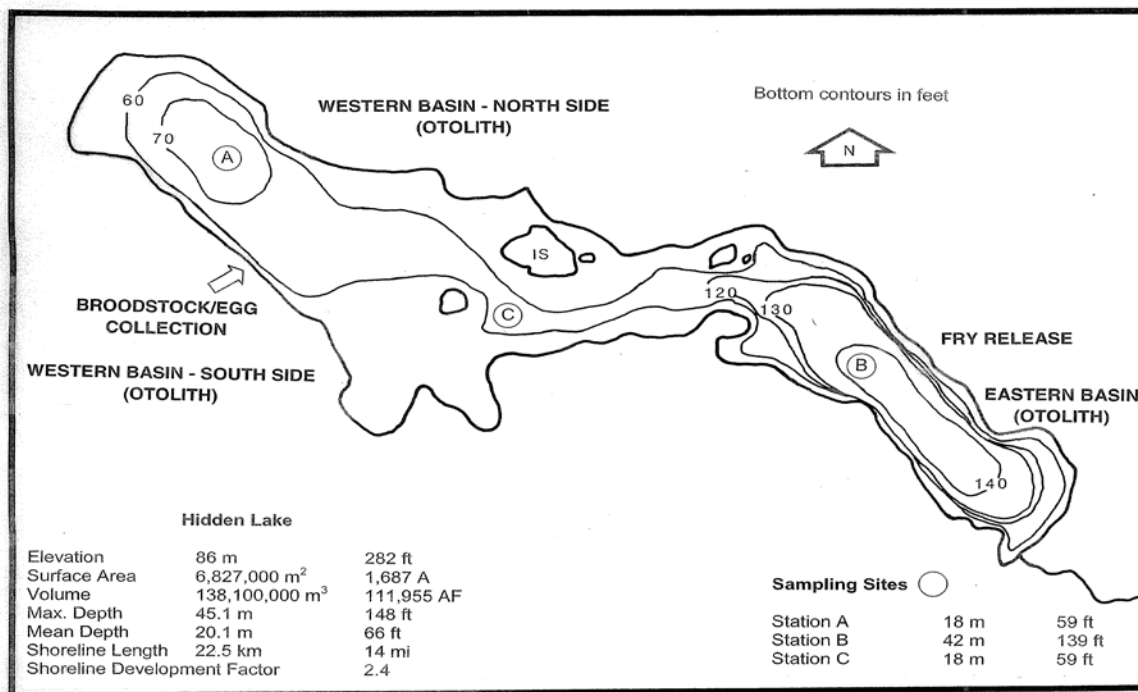 WESTERN BASIN - NORTH SIDE
(OTOLITH)
Bottom contours in feet
N
60
70
A
IS
BROODSTOCK/EGG
COLLECTION
C
120
130
B
FRY RELEASE
WESTERN BASIN - SOUTH SIDE
(OTOLITH)
EASTERN BASIN
(OTOLITH)
140
Hidden Lake
Elevation 86 m 282 ft
Surface Area 6,827,000 m² 1,687 A
Volume 138,100,000 m³ 111,955 AF
Max. Depth 45.1 m 148 ft
Mean Depth 20.1 m 66 ft
Shoreline Length 22.5 km 14 mi
Shoreline Development Factor 2.4
Sampling Sites
Station A 18 m 59 ft
Station B 42 m 139 ft
Station C 18 m 59 ft